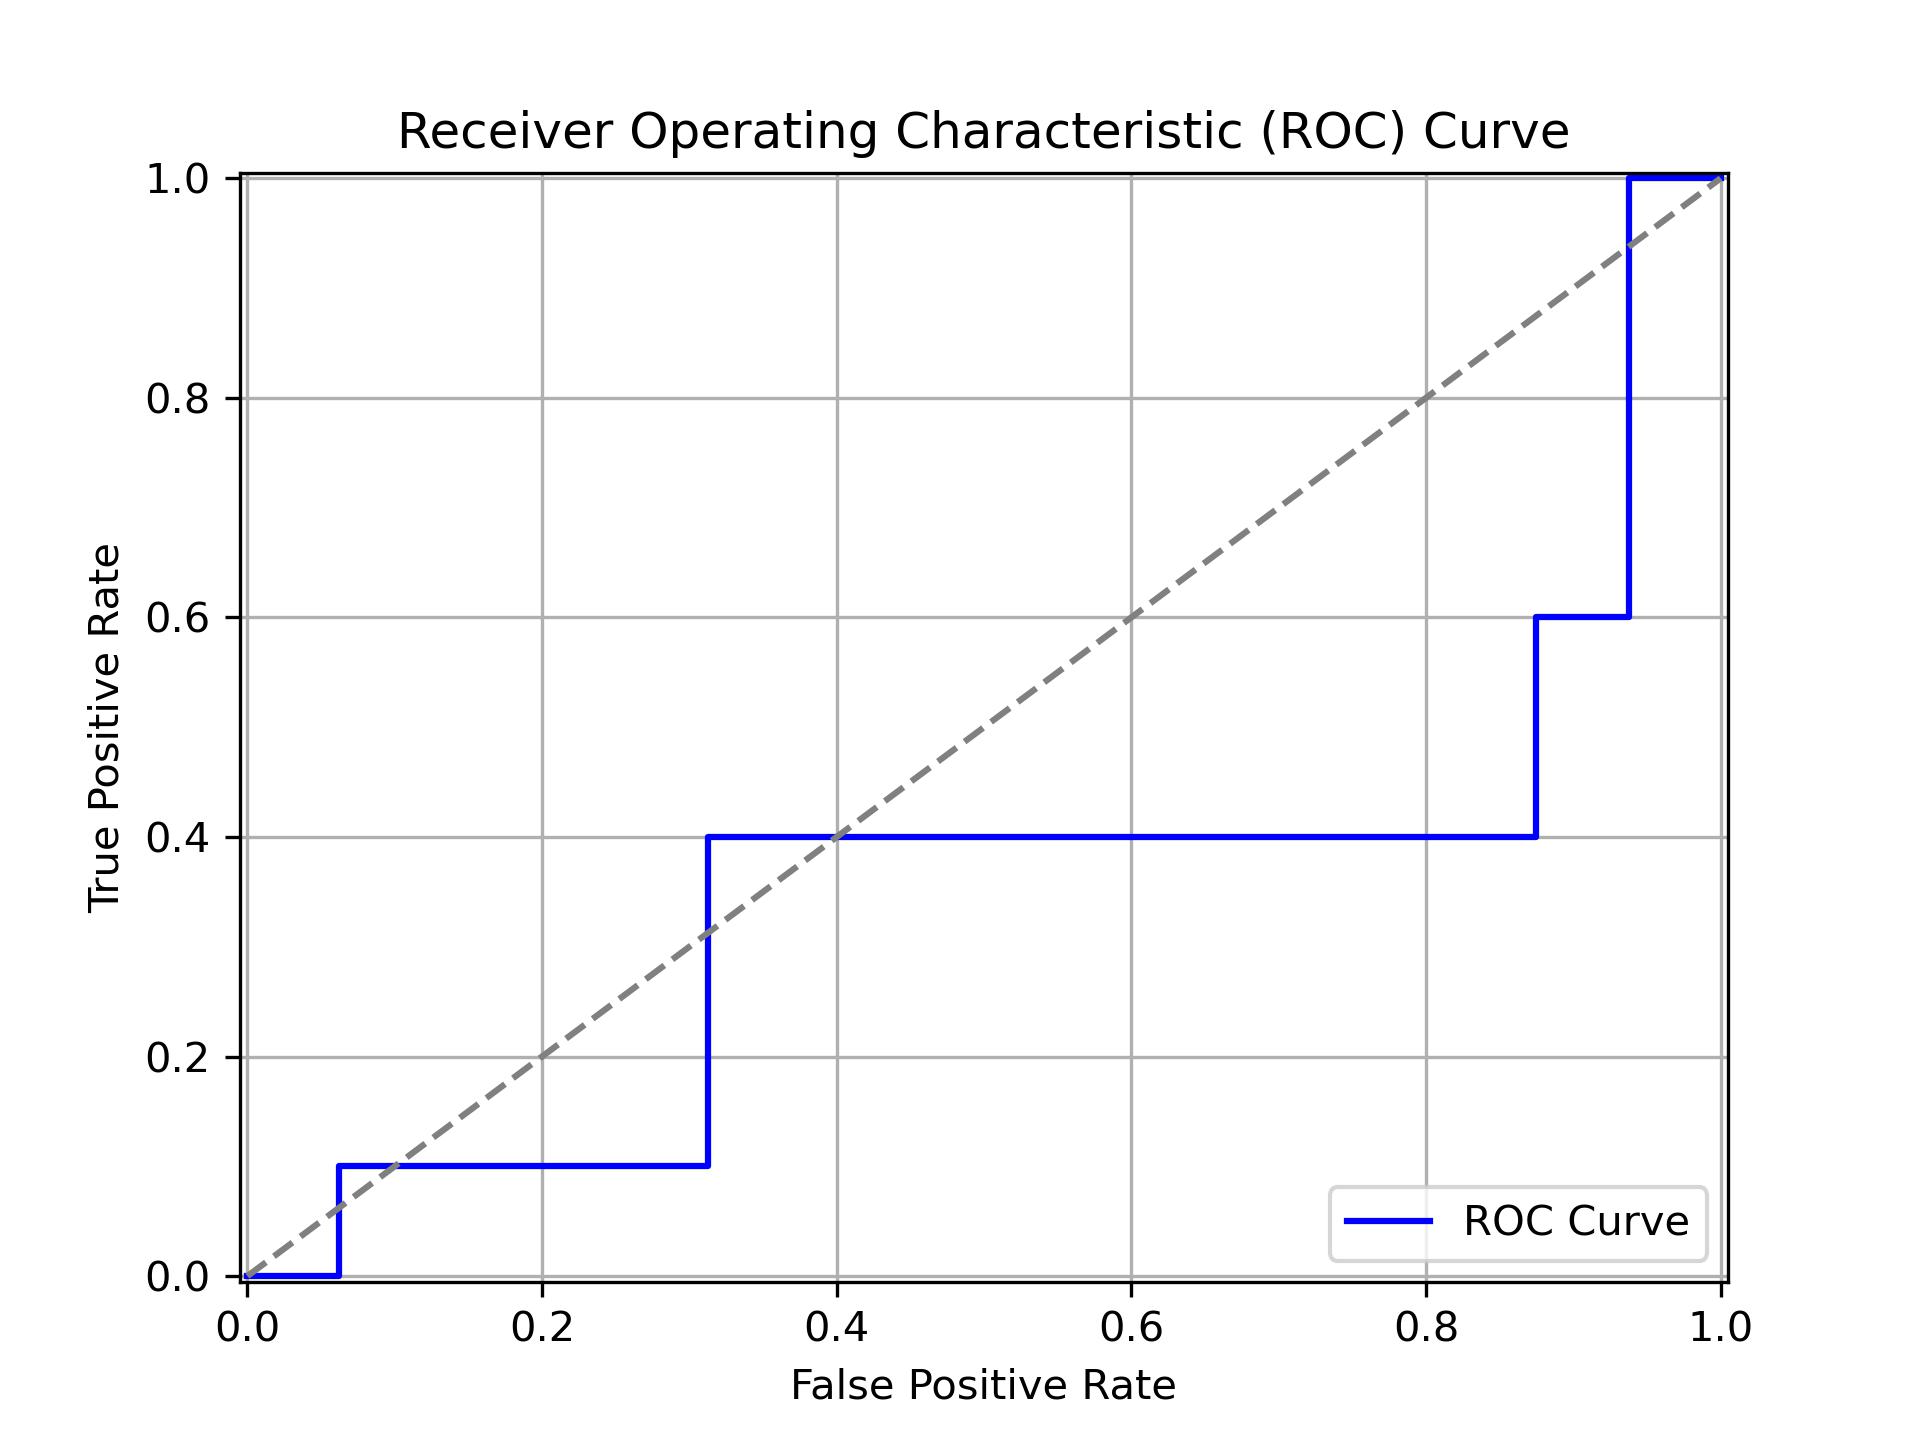 Receiver Operating Characteristic (ROC) Curve
1.0
0.8
0.6
0.4
0.2
0.0
True Positive Rate
ROC Curve
0.0 0.2 0.4 0.6 0.8 1.0
False Positive Rate